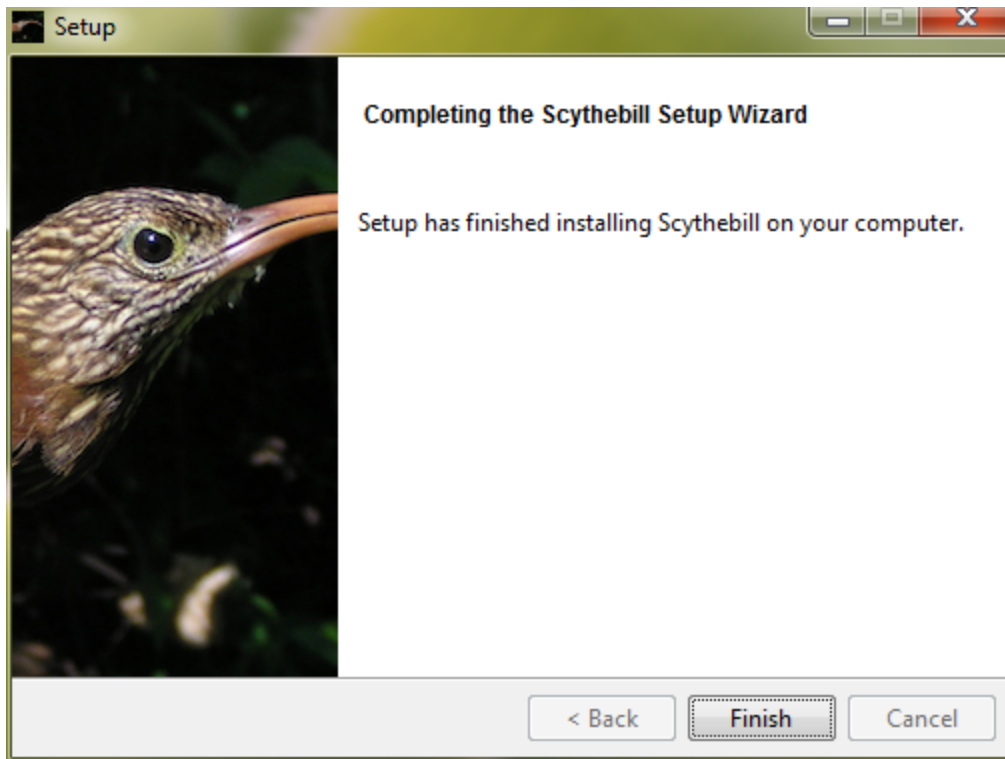 Setup
Completing the Scythebill Setup Wizard
Setup has finished installing Scythebill on your computer.
< Back
Finish
Cancel